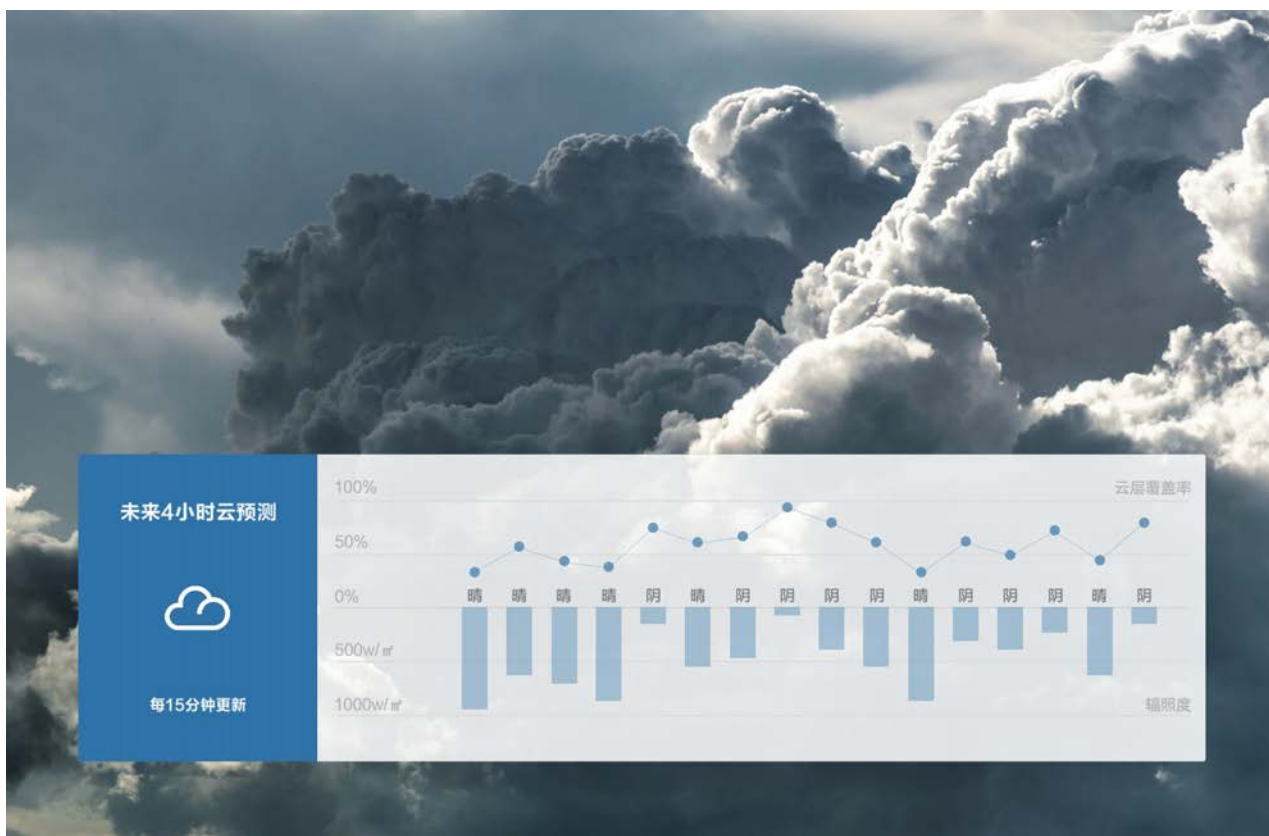 未来4小时云预测
每15分钟更新
100%
云层覆盖率
50%
0%
晴 晴 晴 晴 阴 晴 阴 阴 阴 阴 晴 阴 阴 阴 晴 阴
500w/㎡
1000w/㎡
辐照度